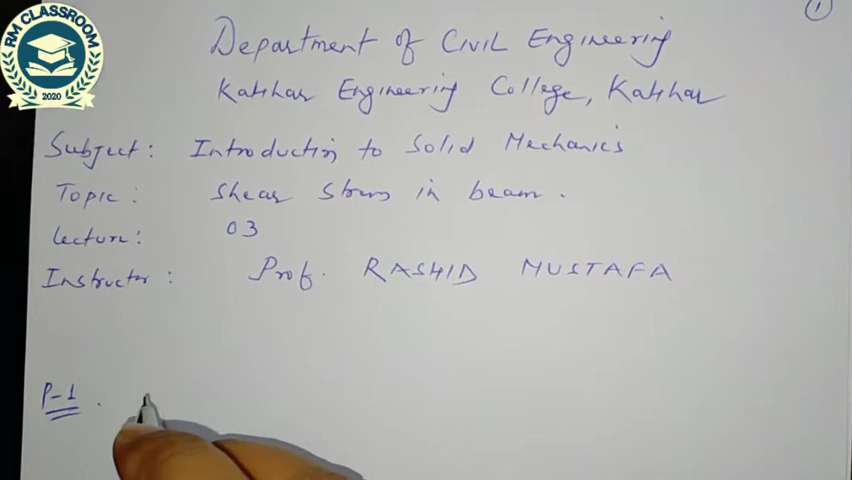 RM CLASSROOM
2020
1
Department of Civil Engineering
Katihar Engineering College, Katihar
Subject: Introduction to Solid Mechanics
Topic: Shear Stress in beam.
Lecture: 03
Instructor: Prof. RASHID MUSTAFA
P-1.